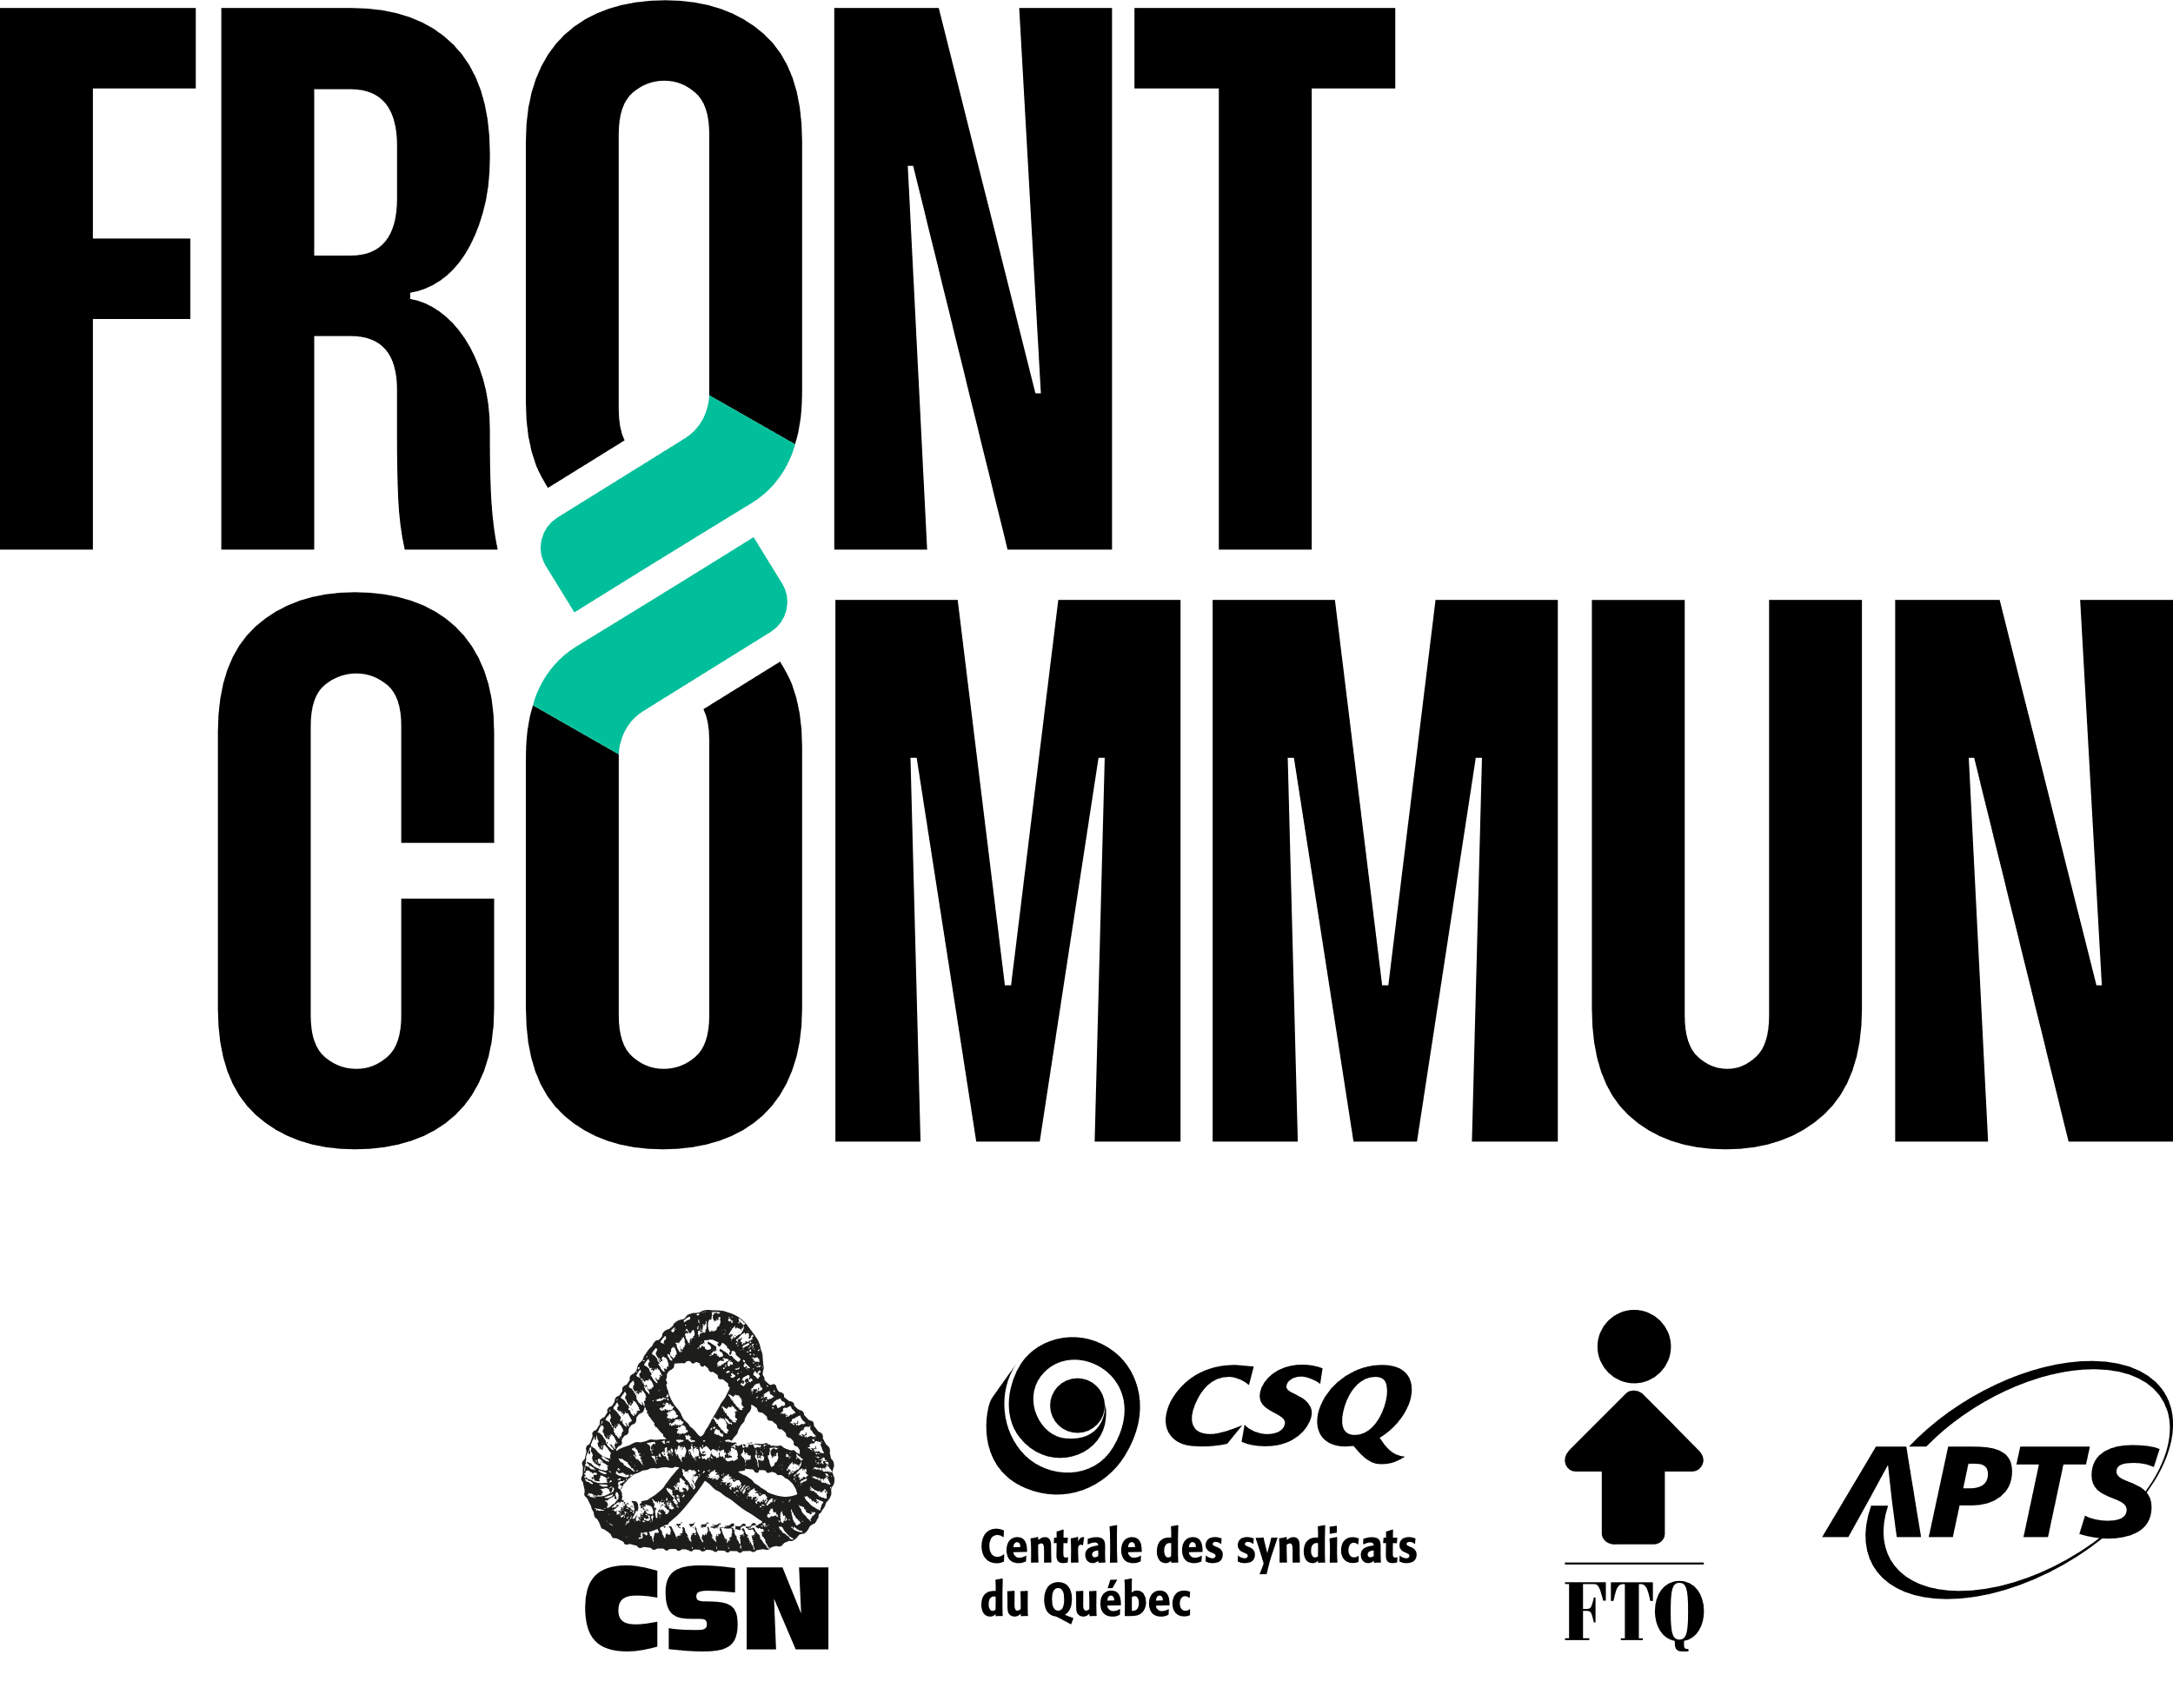 FRONT
COMMUN
CSN
CSQ
Centrale des syndicats
du Québec
FTQ
APTS